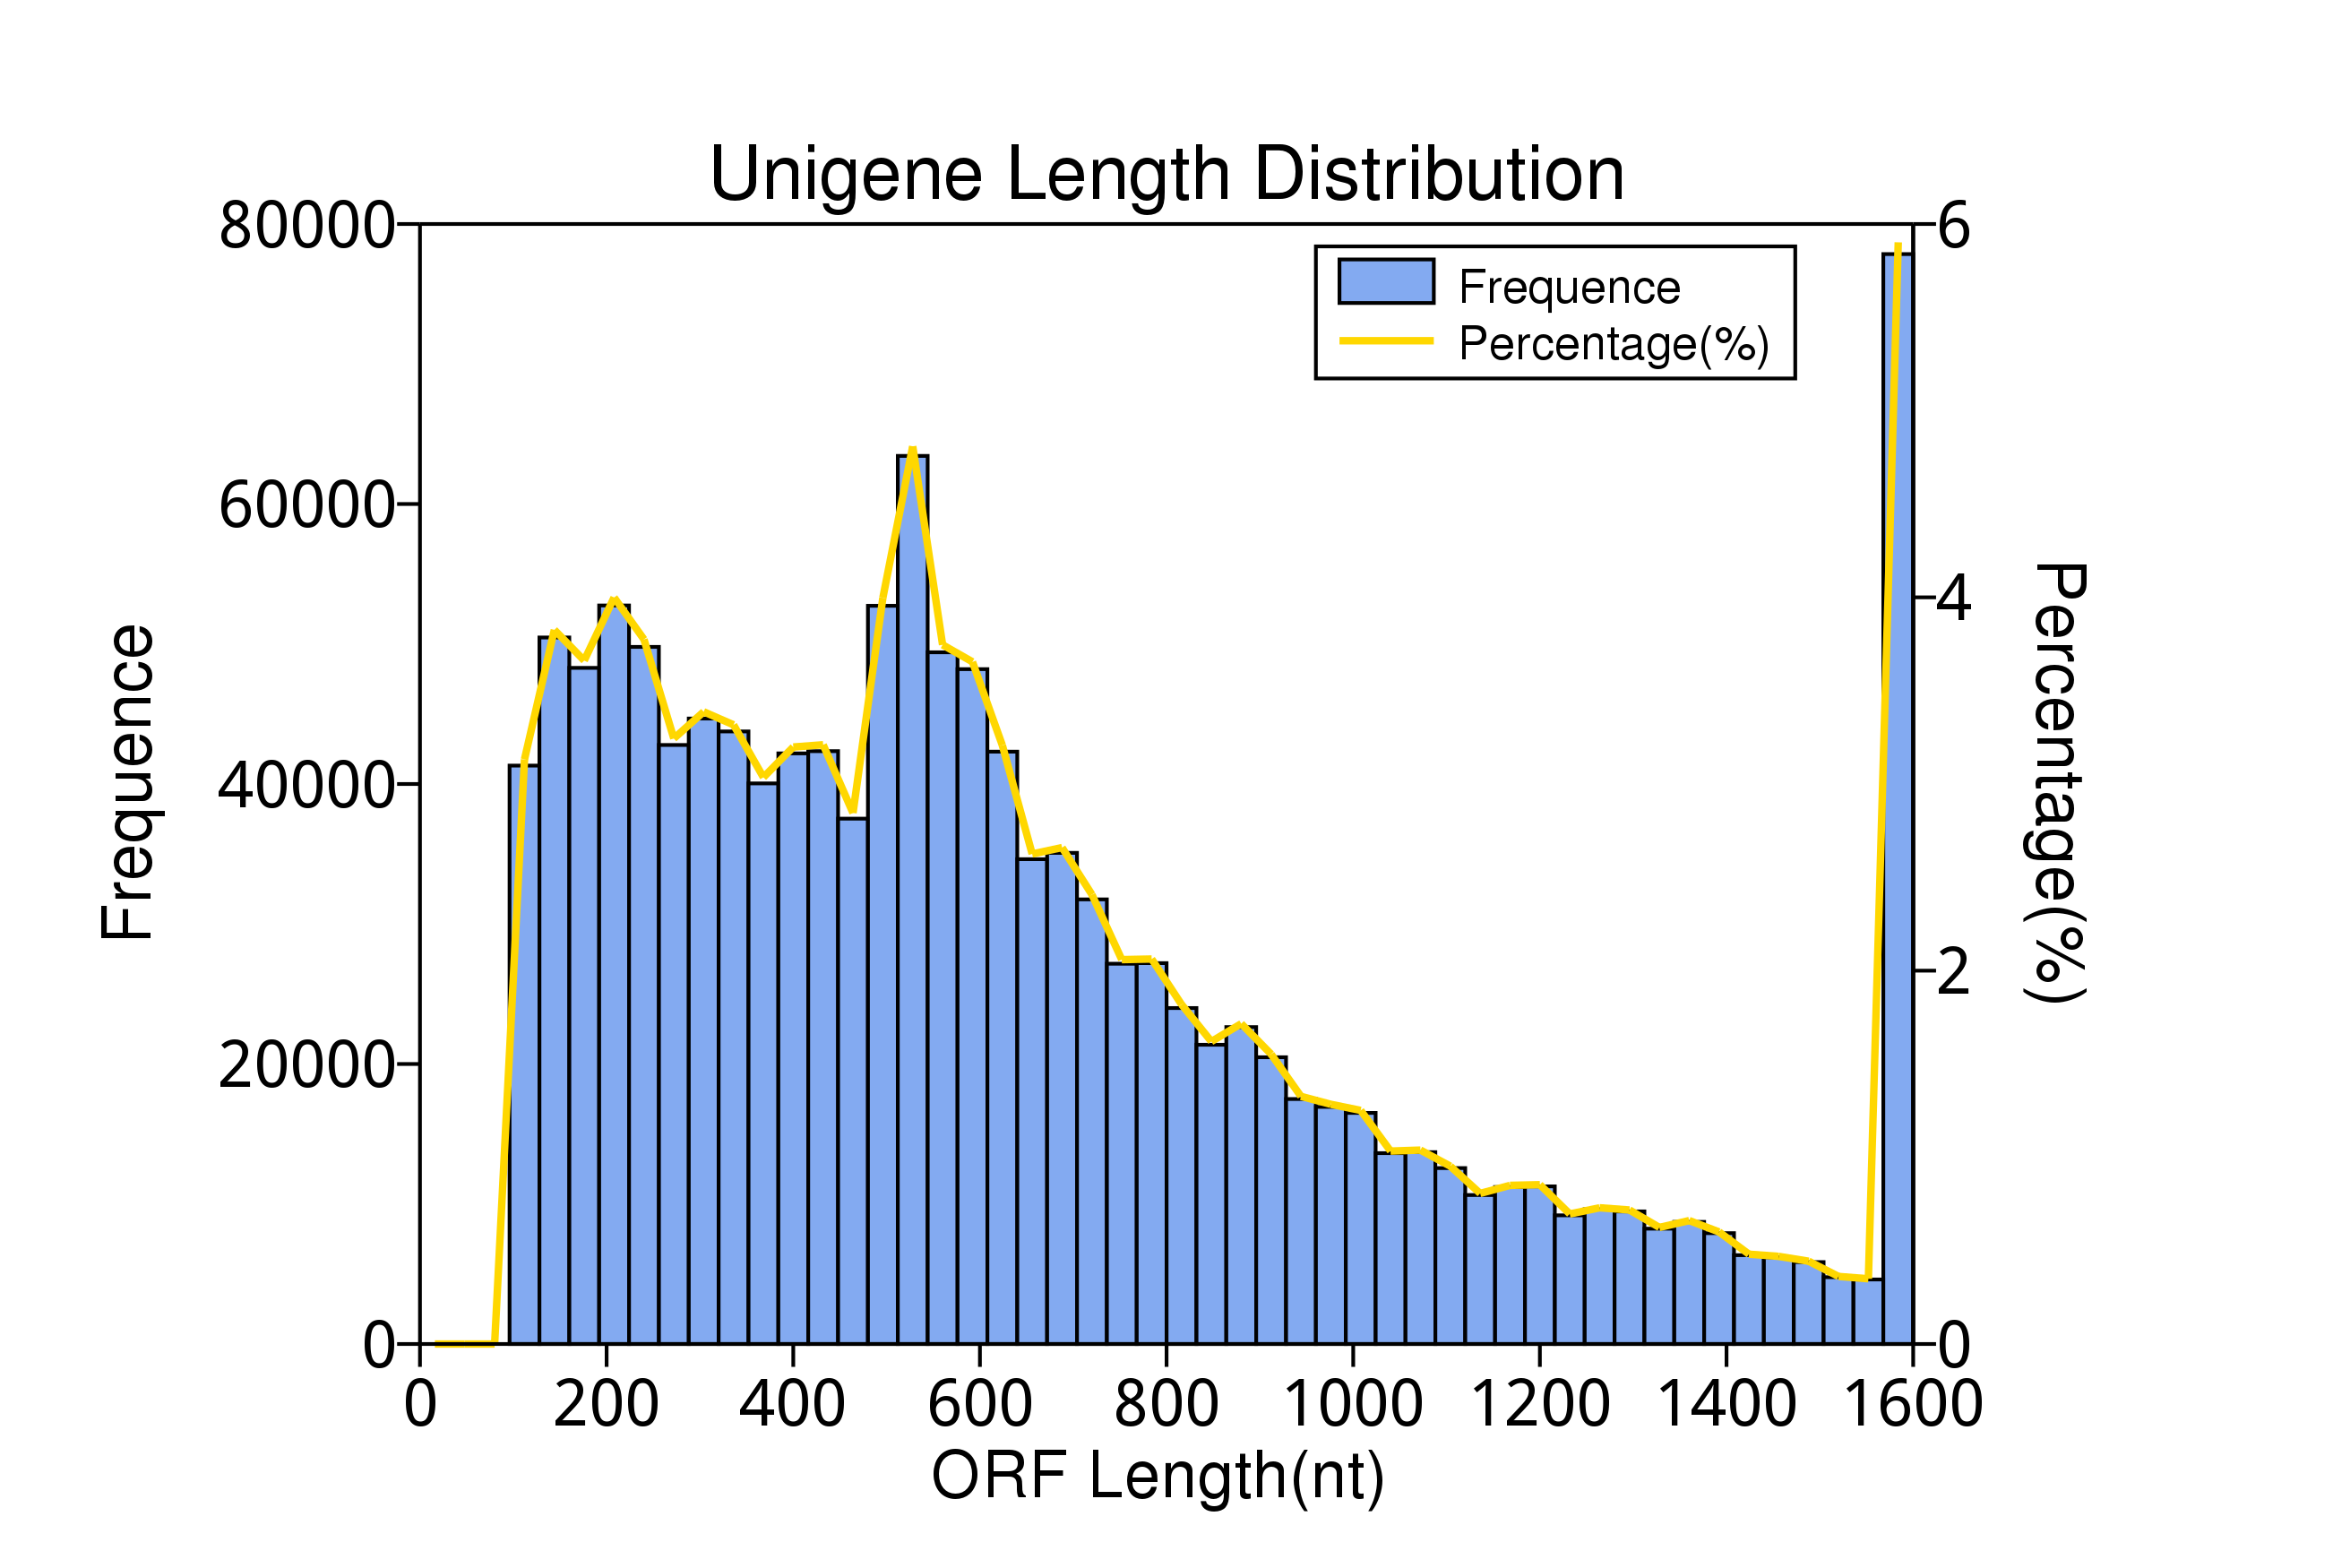 Unigene Length Distribution
80000
60000
40000
20000
0
6
4
2
0
Frequence
Percentage(%)
Frequence
Percentage(%)
0 200 400 600 800 1000 1200 1400 1600
ORF Length(nt)